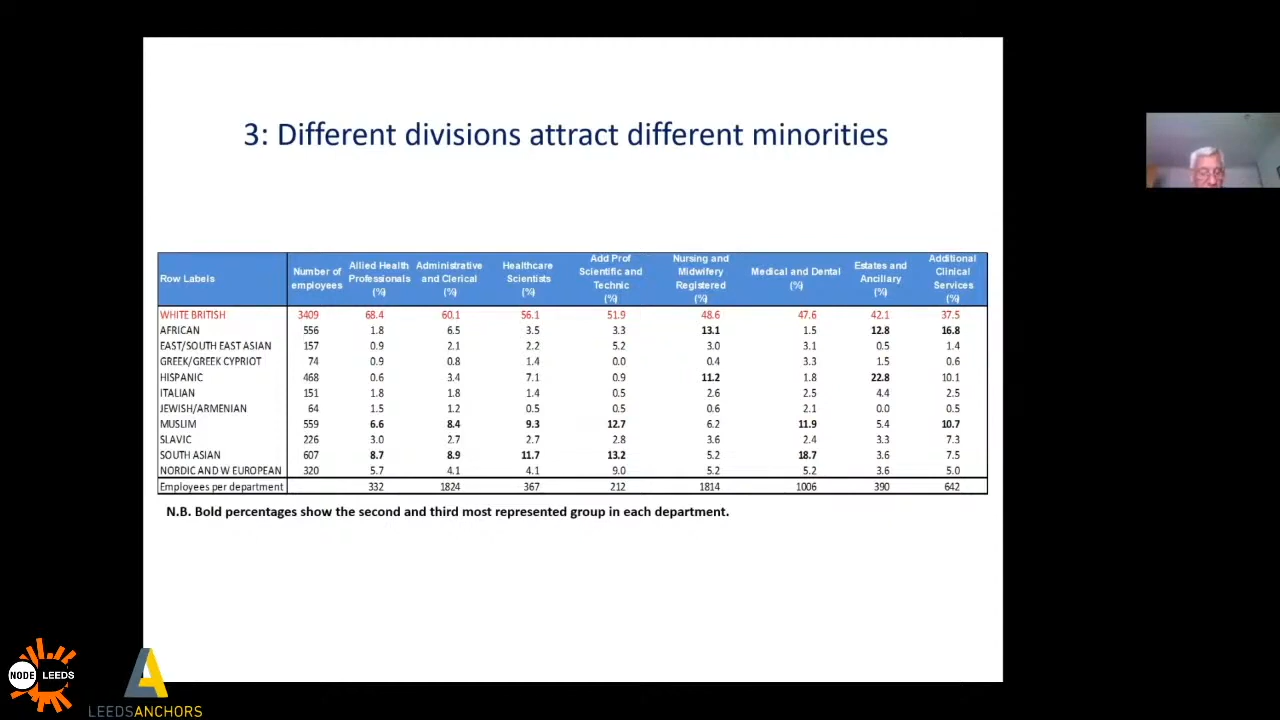 3: Different divisions attract different minorities
Row Labels Number of employees Allied Health Professionals (%) Administrative and Clerical (%) Healthcare Scientists (%) Add Prof Scientific and Technic (%) Nursing and Midwifery Registered (%) Medical and Dental (%) Estates and Ancillary (%) Additional Clinical Services (%)
WHITE BRITISH 3409 68.4 60.1 56.1 51.9 48.6 47.6 42.1 37.5
AFRICAN 556 1.8 6.5 3.5 3.3 13.1 1.5 12.8 16.8
EAST/SOUTH EAST ASIAN 157 0.9 2.1 2.2 5.2 3.0 3.1 0.5 1.4
GREEK/GREEK CYPRIOT 74 0.9 0.8 1.4 0.0 0.4 3.3 1.5 0.6
HISPANIC 468 0.6 3.4 7.1 0.9 11.2 1.8 22.8 10.1
ITALIAN 151 1.8 1.8 1.4 0.5 2.6 2.5 4.4 2.5
JEWISH/ARMENIAN 64 1.5 1.2 0.5 0.5 0.6 2.1 0.0 0.5
MUSLIM 559 6.6 8.4 9.3 12.7 6.2 11.9 5.4 10.7
SLAVIC 226 3.0 2.7 2.7 2.8 3.6 2.4 3.3 7.3
SOUTH ASIAN 607 8.7 8.9 11.7 13.2 5.2 18.7 3.6 7.5
NORDIC AND W EUROPEAN 320 5.7 4.1 4.1 9.0 5.2 5.2 3.6 5.0
Employees per department 332 1824 367 212 1814 1006 390 642
N.B. Bold percentages show the second and third most represented group in each department.
NODE LEEDS
LEEDSANCHORS